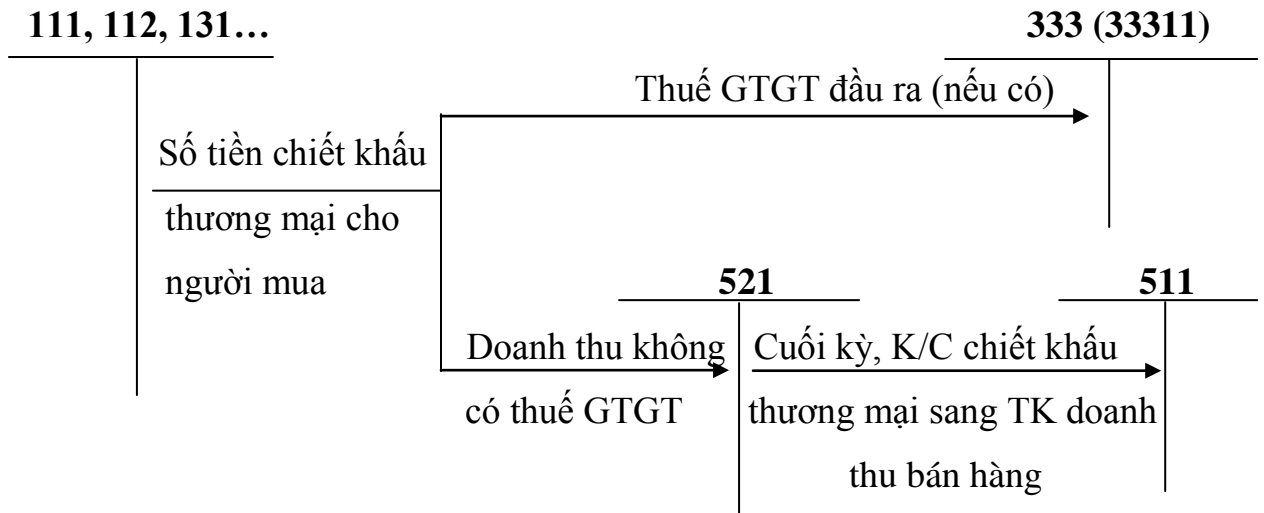 111, 112, 131…
333 (33311)
Thuế GTGT đầu ra (nếu có)
Số tiền chiết khấu
thương mại cho
người mua
521
511
Doanh thu không
có thuế GTGT
Cuối kỳ, K/C chiết khấu
thương mại sang TK doanh
thu bán hàng